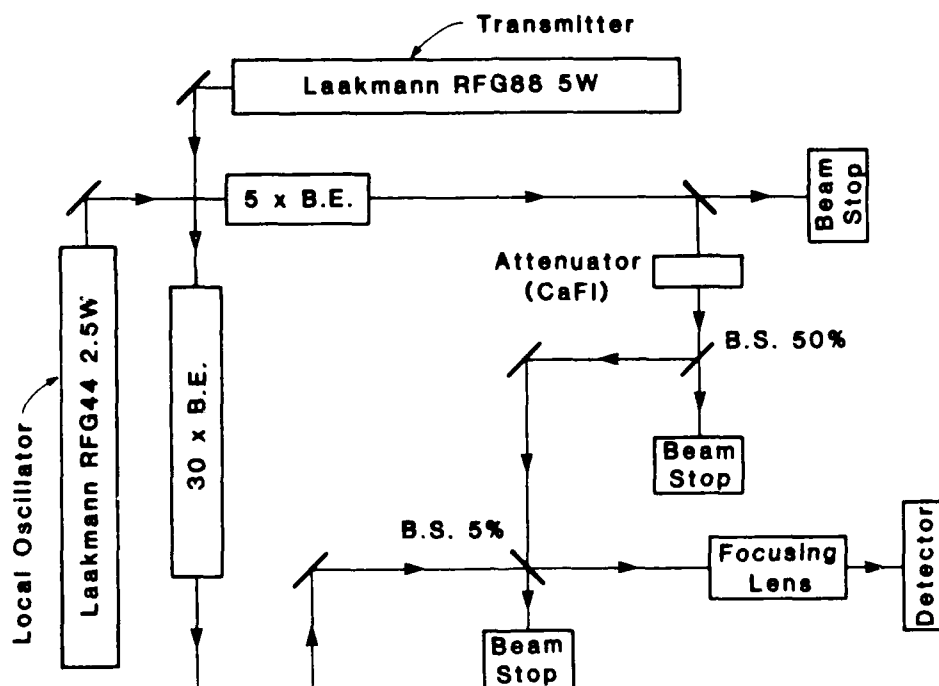 Transmitter
Laakmann RFG88 5W
5 x B.E.
Beam
Stop
Attenuator
(CaFl)
B.S. 50%
Local Oscillator
Laakmann RFG44 2.5W
30 x B.E.
Beam
Stop
B.S. 5%
Focusing
Lens
Detector
Beam
Stop